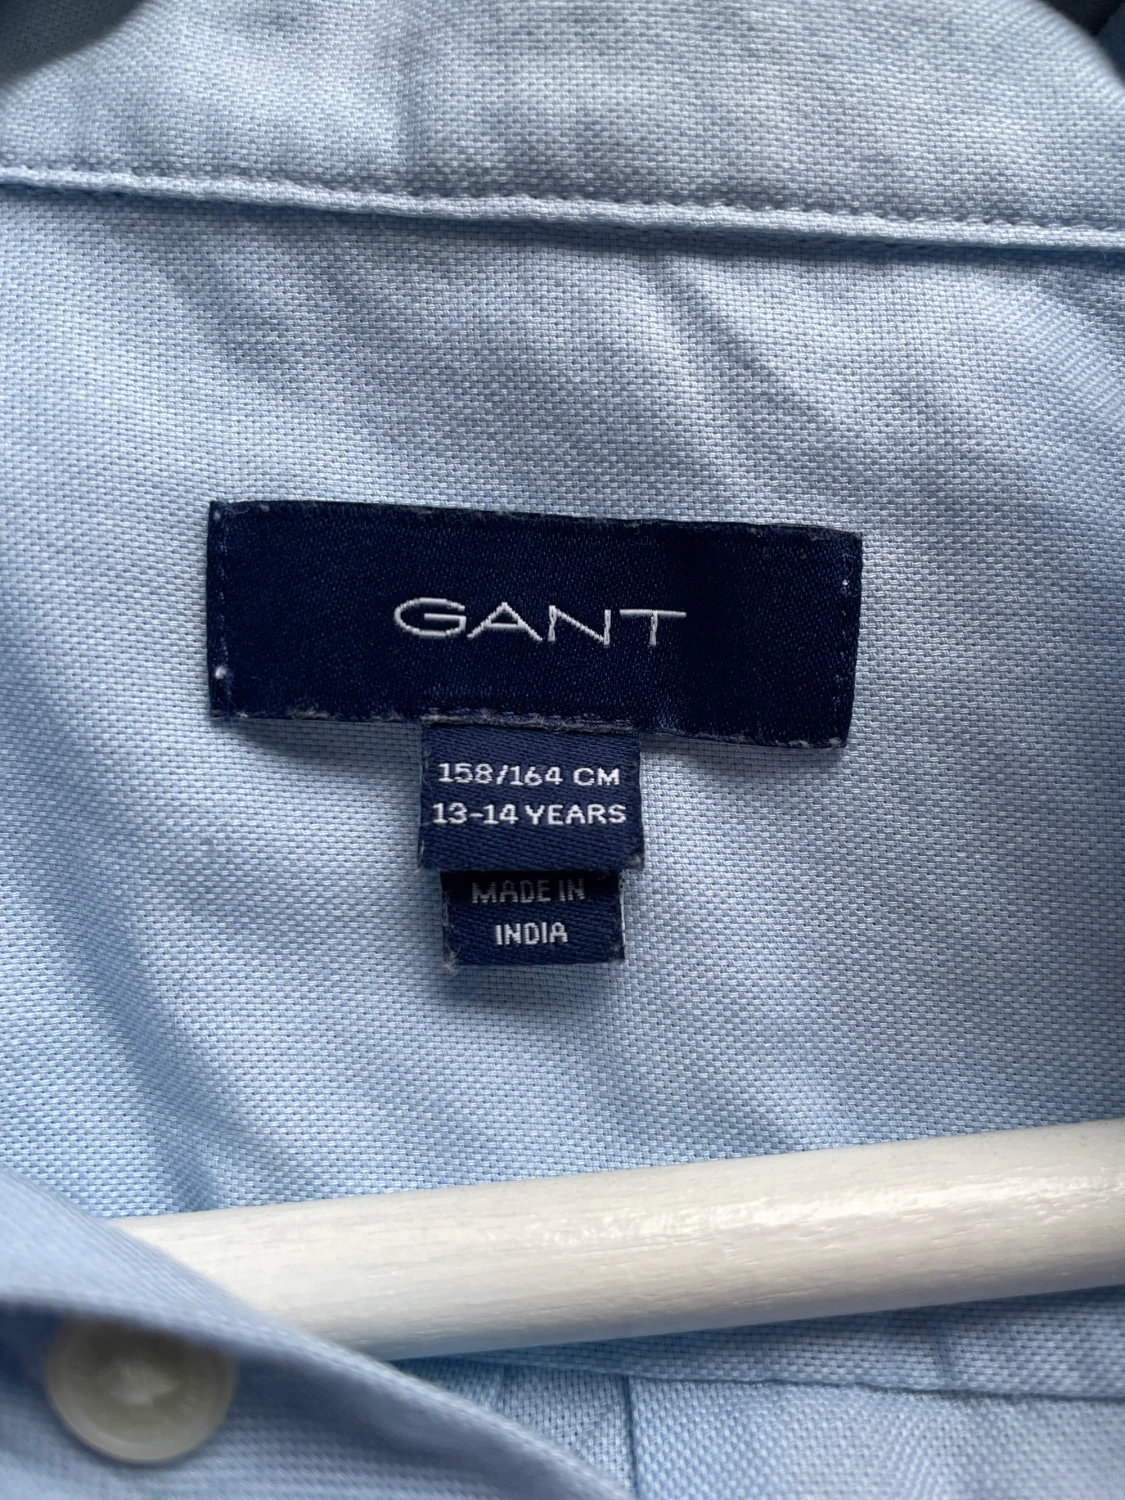 GANT
158/164 CM
13-14 YEARS
MADE IN
INDIA